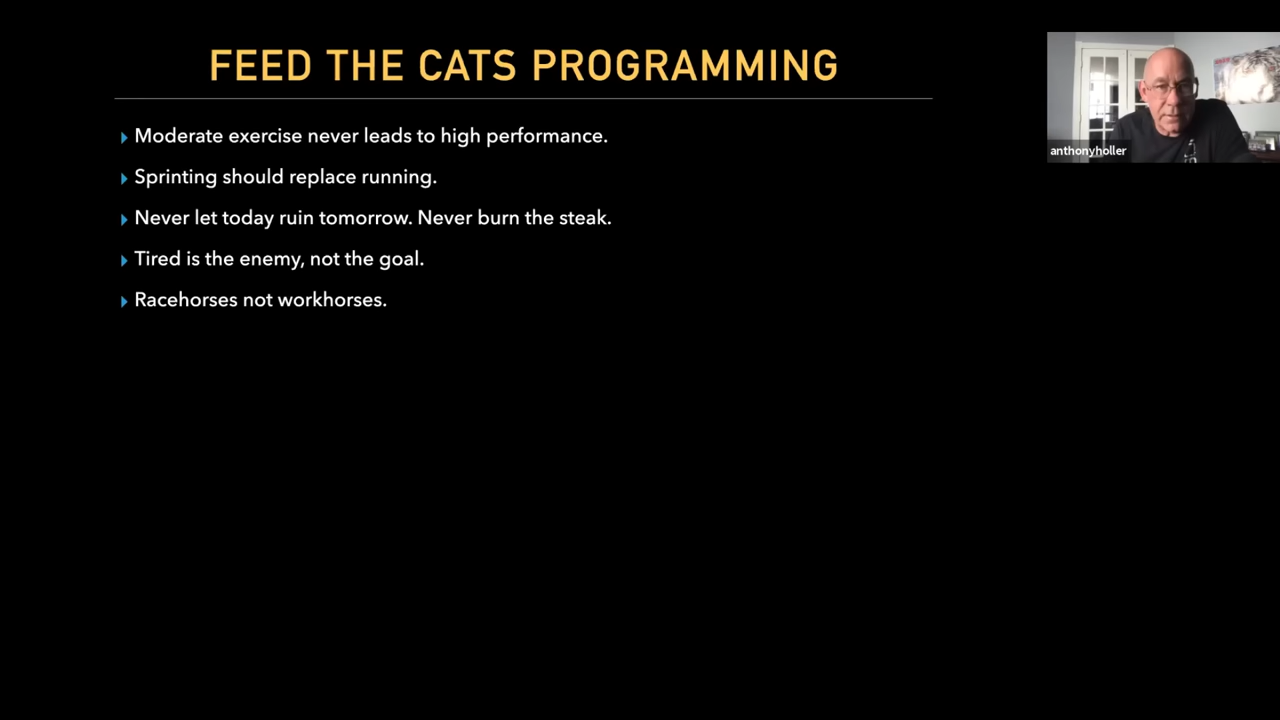 FEED THE CATS PROGRAMMING
Moderate exercise never leads to high performance.
Sprinting should replace running.
Never let today ruin tomorrow. Never burn the steak.
Tired is the enemy, not the goal.
Racehorses not workhorses.
anthonyholler